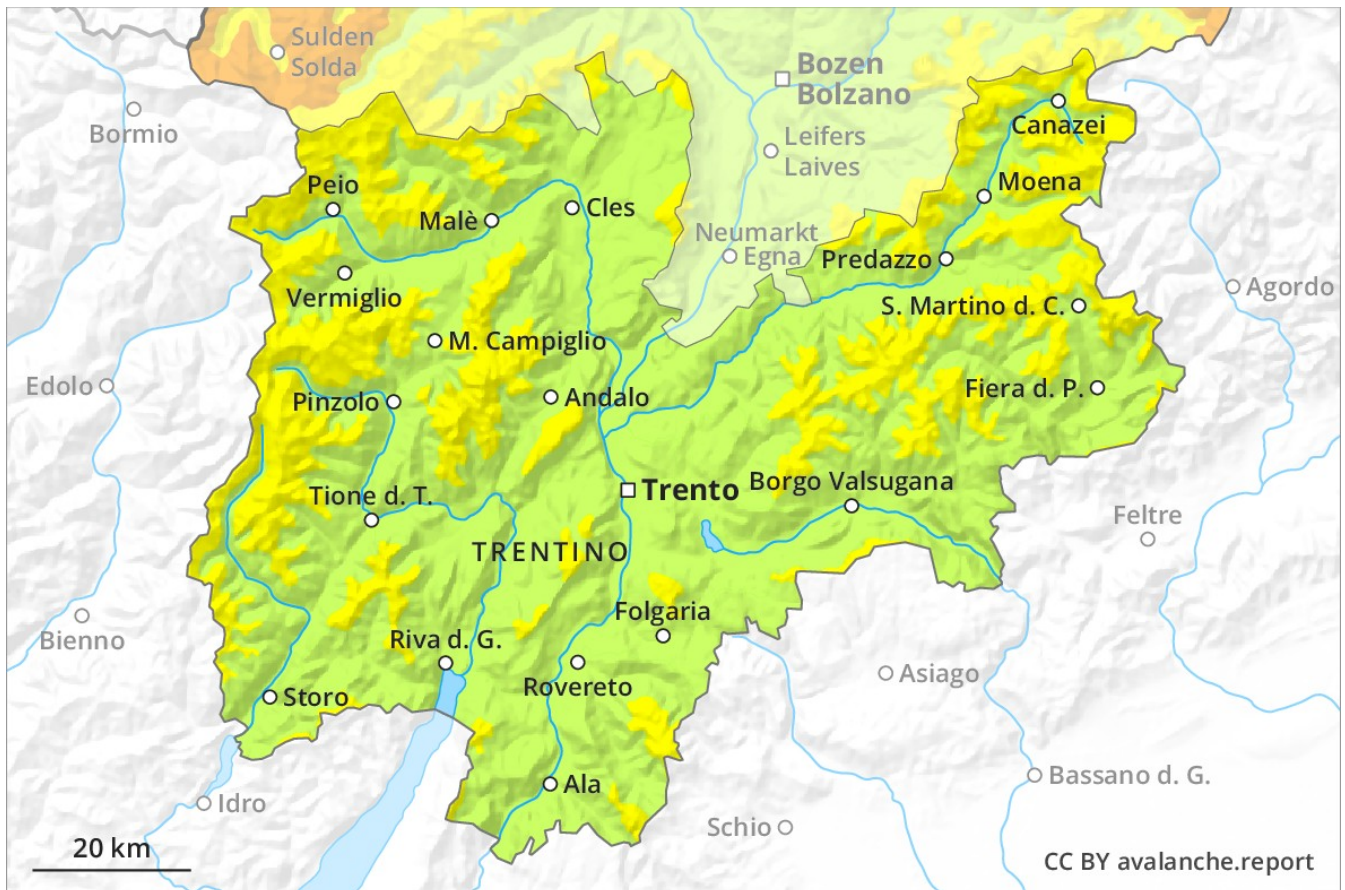 Sulden
Solda
Bozen
Bolzano
Bormio
Canazei
Leifers
Laives
Peio
Moena
Malè
Cles
Neumarkt
Egna
Predazzo
Vermiglio
Agordo
S. Martino d. C.
M. Campiglio
Edolo
Pinzolo
Andalo
Fiera d. P.
Trento
Borgo Valsugana
Tione d. T.
Feltre
TRENTINO
Folgaria
Bienno
Riva d. G.
Asiago
Rovereto
Storo
Bassano d. G.
Ala
Idro
Schio
20 km
CC BY avalanche.report